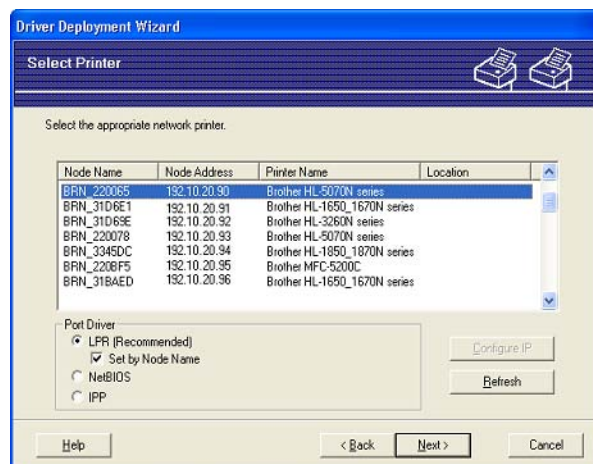 Driver Deployment Wizard
Select Printer
Select the appropriate network printer.
Node Name Node Address Printer Name Location
BRN_220065 192.10.20.90 Brother HL-5070N series
BRN_31D6E1 192.10.20.91 Brother HL-1650_1670N series
BRN_31D69E 192.10.20.92 Brother HL-3260N series
BRN_220078 192.10.20.93 Brother HL-5070N series
BRN_3345DC 192.10.20.94 Brother HL-1850_1870N series
BRN_220BF5 192.10.20.95 Brother MFC-5200C
BRN_31BAED 192.10.20.96 Brother HL-1650_1670N series
Port Driver
LPR (Recommended)
Set by Node Name
NetBIOS
IPP
Configure IP
Refresh
Help < Back Next > Cancel